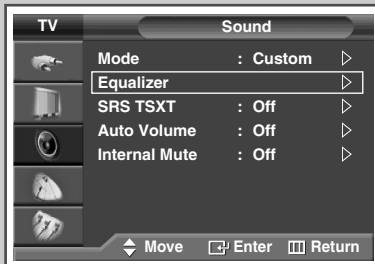 TV Sound
Mode : Custom
Equalizer
SRS TSXT : Off
Auto Volume : Off
Internal Mute : Off
Move Enter Return